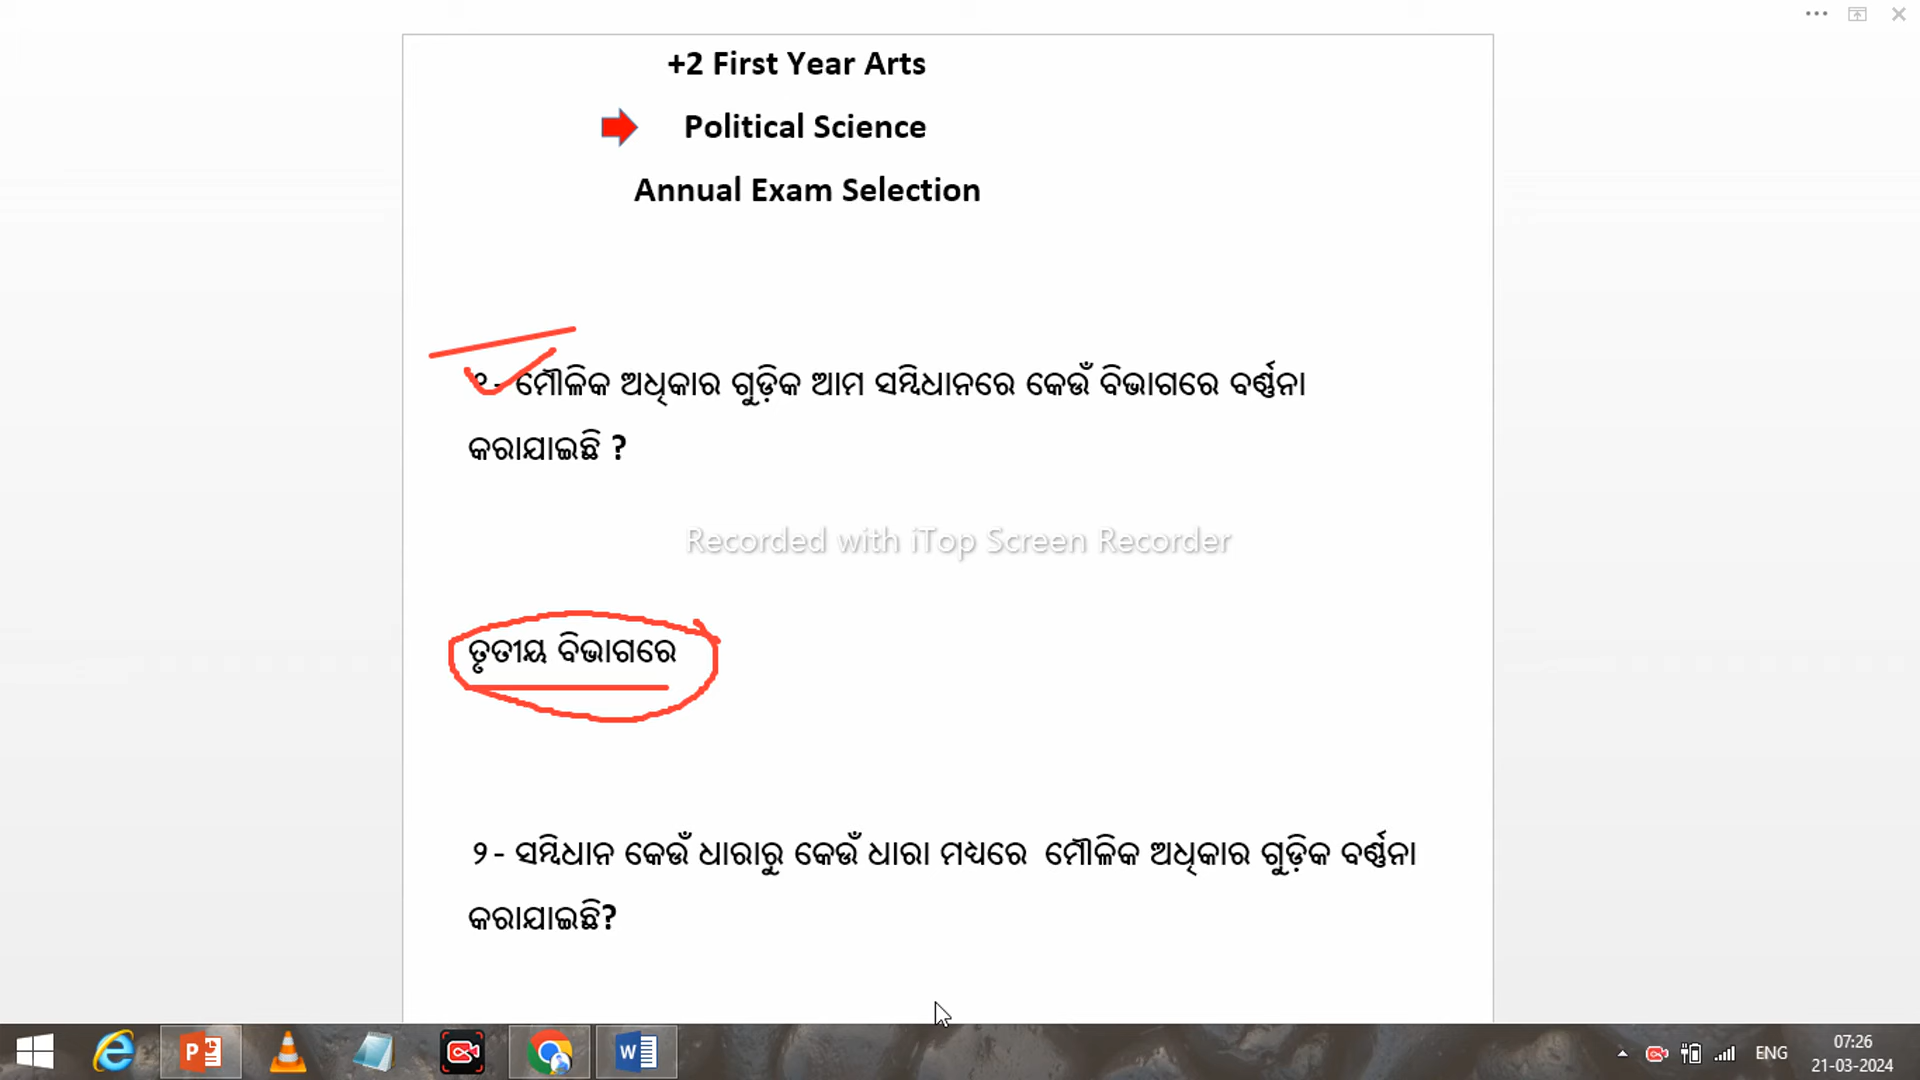 +2 First Year Arts
Political Science
Annual Exam Selection
୧- ମୌଳିକ ଅଧିକାର ଗୁଡ଼ିକ ଆମ ସମ୍ବିଧାନରେ କେଉଁ ବିଭାଗରେ ବର୍ଣ୍ଣନା
କରାଯାଇଛି ?
Recorded with iTop Screen Recorder
ତୃତୀୟ ବିଭାଗରେ
୨- ସମ୍ବିଧାନ କେଉଁ ଧାରାରୁ କେଉଁ ଧାରା ମଧ୍ୟରେ ମୌଳିକ ଅଧିକାର ଗୁଡ଼ିକ ବର୍ଣ୍ଣନା
କରାଯାଇଛି?
ENG
07:26
21-03-2024